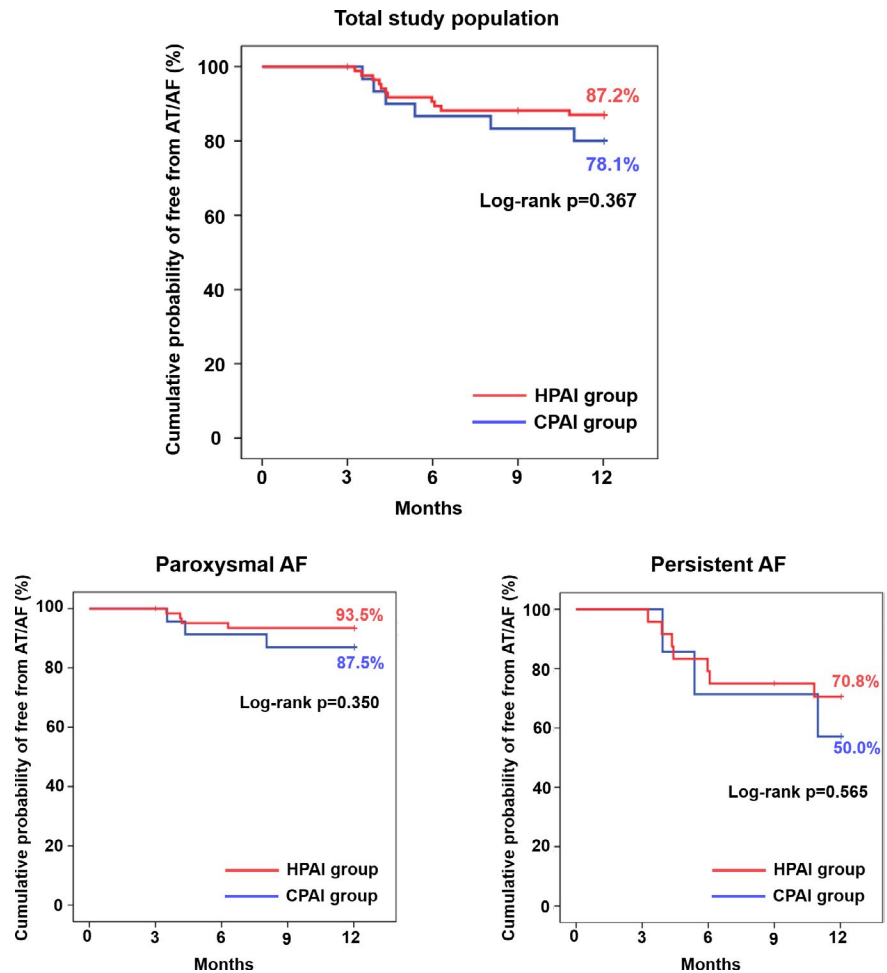 Total study population
Cumulative probability of free from AT/AF (%)
100
80
60
40
20
0
87.2%
78.1%
Log-rank p=0.367
HPAI group
CPAI group
0 3 6 9 12
Months
Paroxysmal AF
Cumulative probability of free from AT/AF (%)
100
80
60
40
20
0
93.5%
87.5%
Log-rank p=0.350
HPAI group
CPAI group
0 3 6 9 12
Months
Persistent AF
Cumulative probability of free from AT/AF (%)
100
80
60
40
20
0
70.8%
50.0%
Log-rank p=0.565
HPAI group
CPAI group
0 3 6 9 12
Months